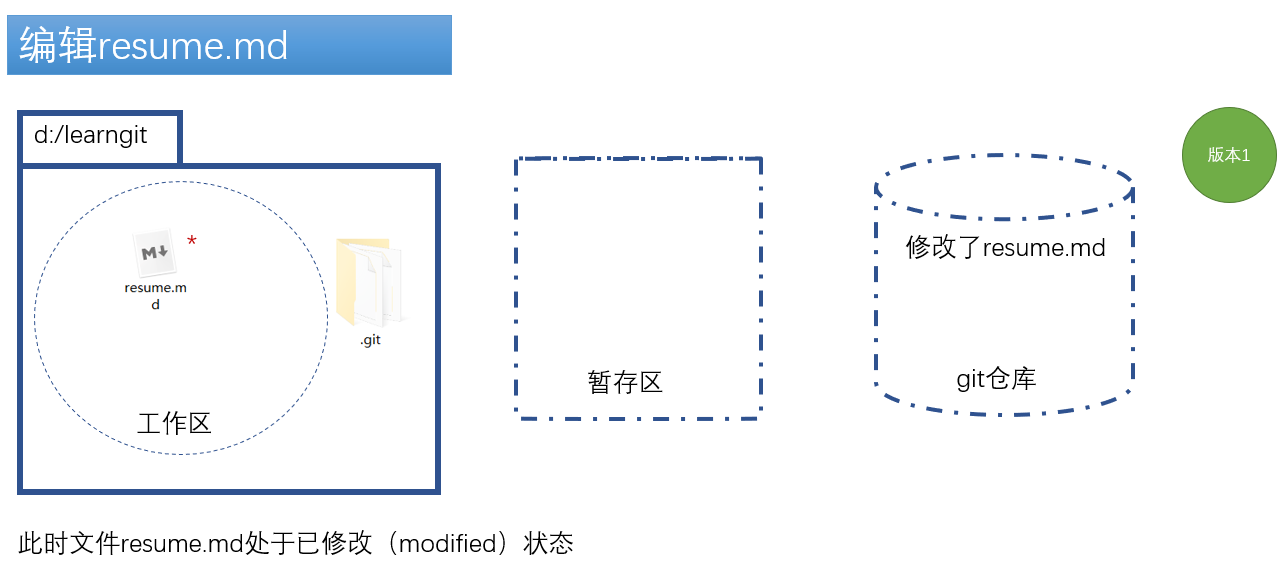 编辑resume.md
d:/learngit
版本1
M↓
*
resume.m
d
.git
工作区
暂存区
修改了resume.md
git仓库
此时文件resume.md处于已修改（modified）状态